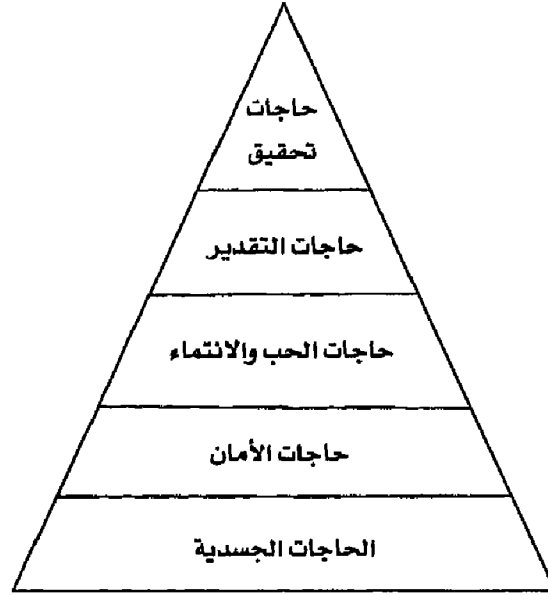 حاجات
تحقيق
حاجات التقدير
حاجات الحب والانتماء
حاجات الأمان
الحاجات الجسدية